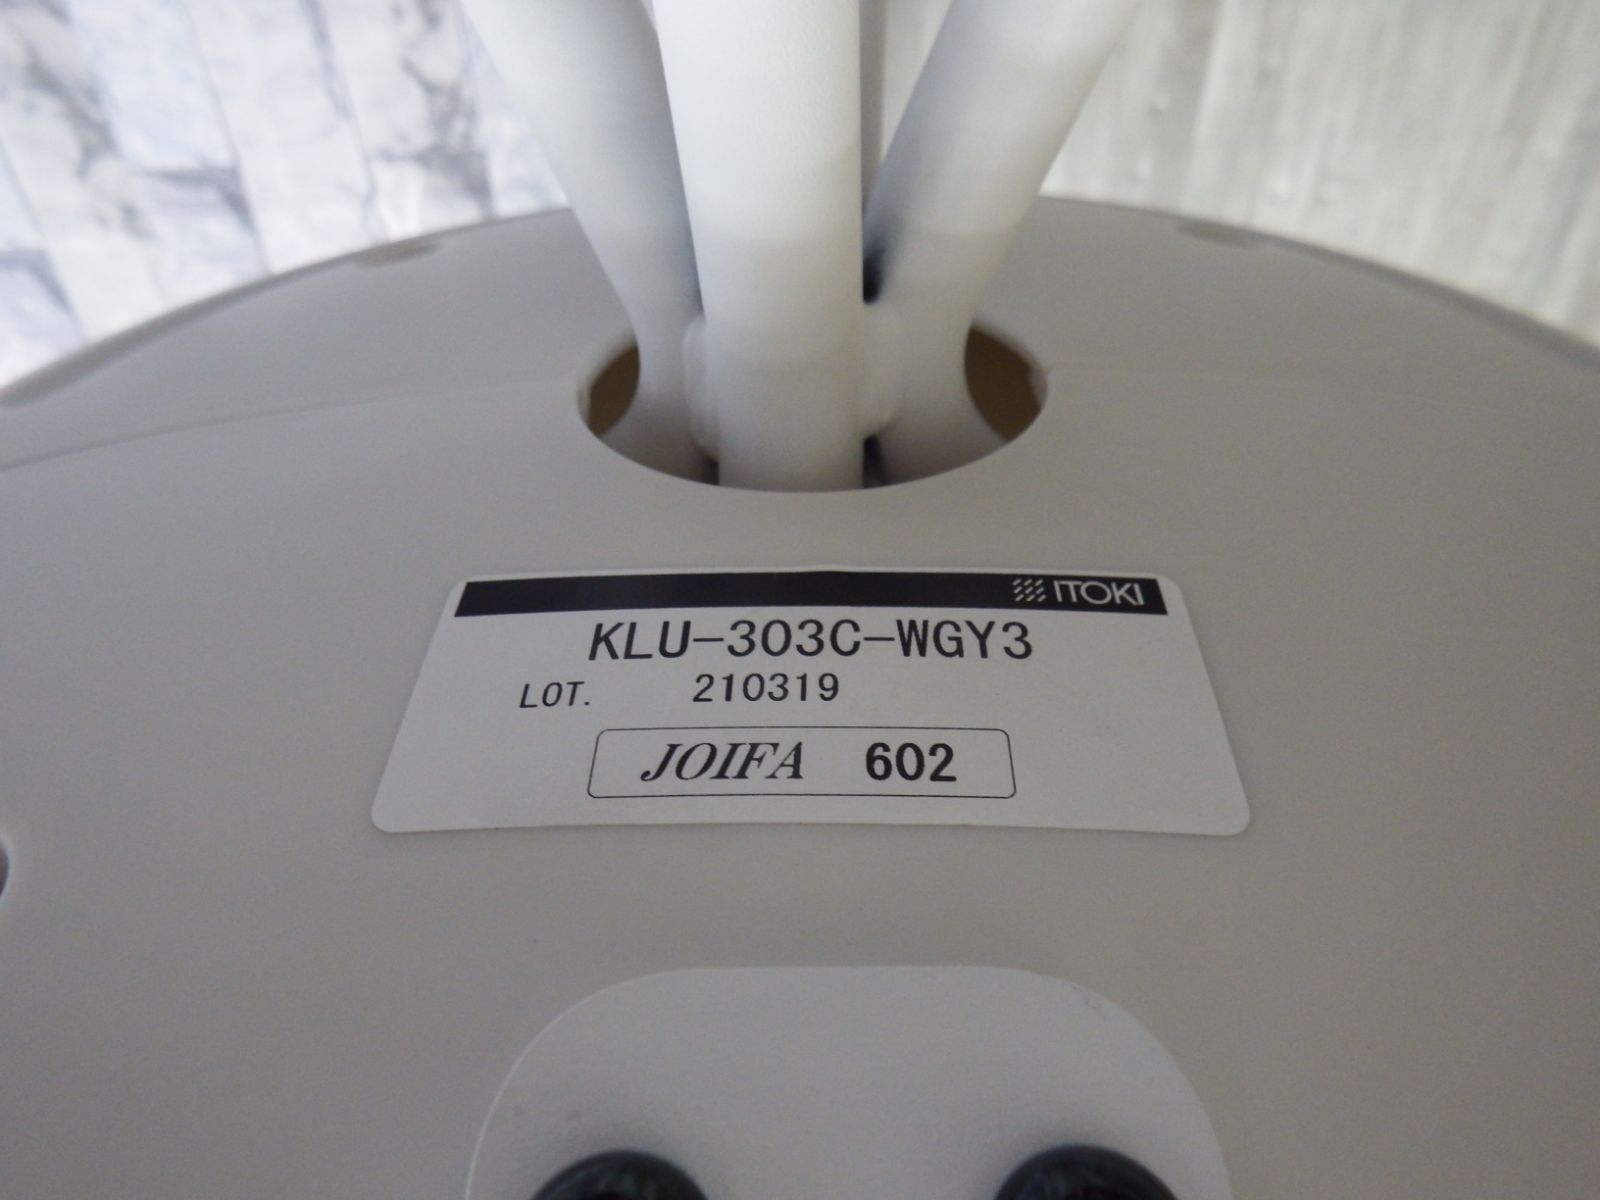 ITOKI
KLU-303C-WGY3
LOT. 210319
JOIFA 602